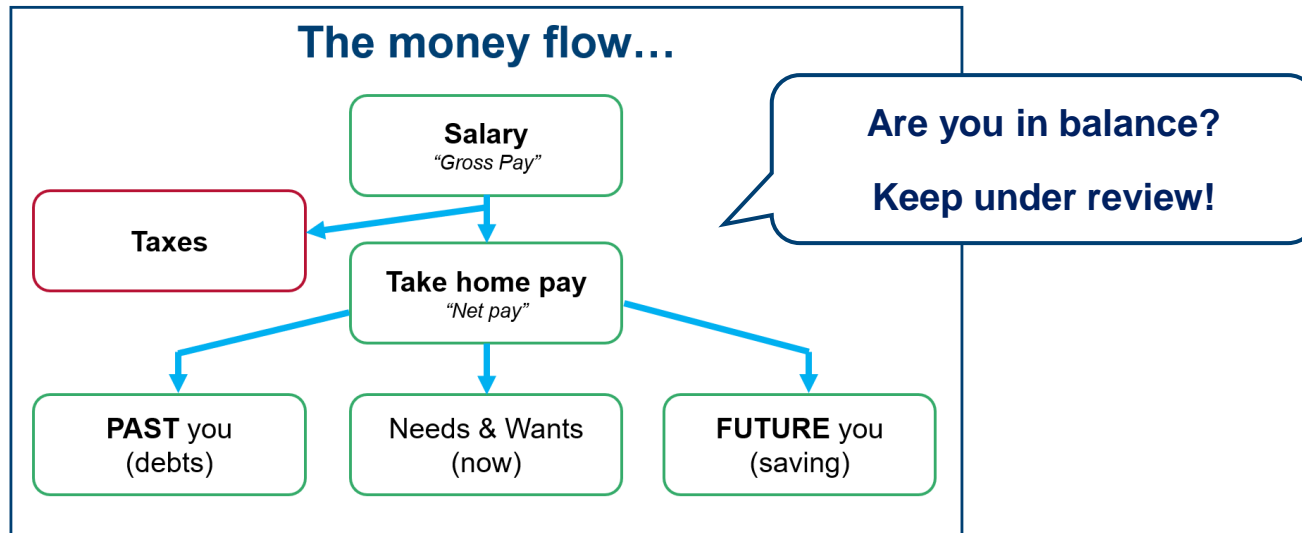 The money flow…
Salary
“Gross Pay”
Are you in balance?
Keep under review!
Taxes
Take home pay
“Net pay”
PAST you
(debts)
Needs & Wants
(now)
FUTURE you
(saving)